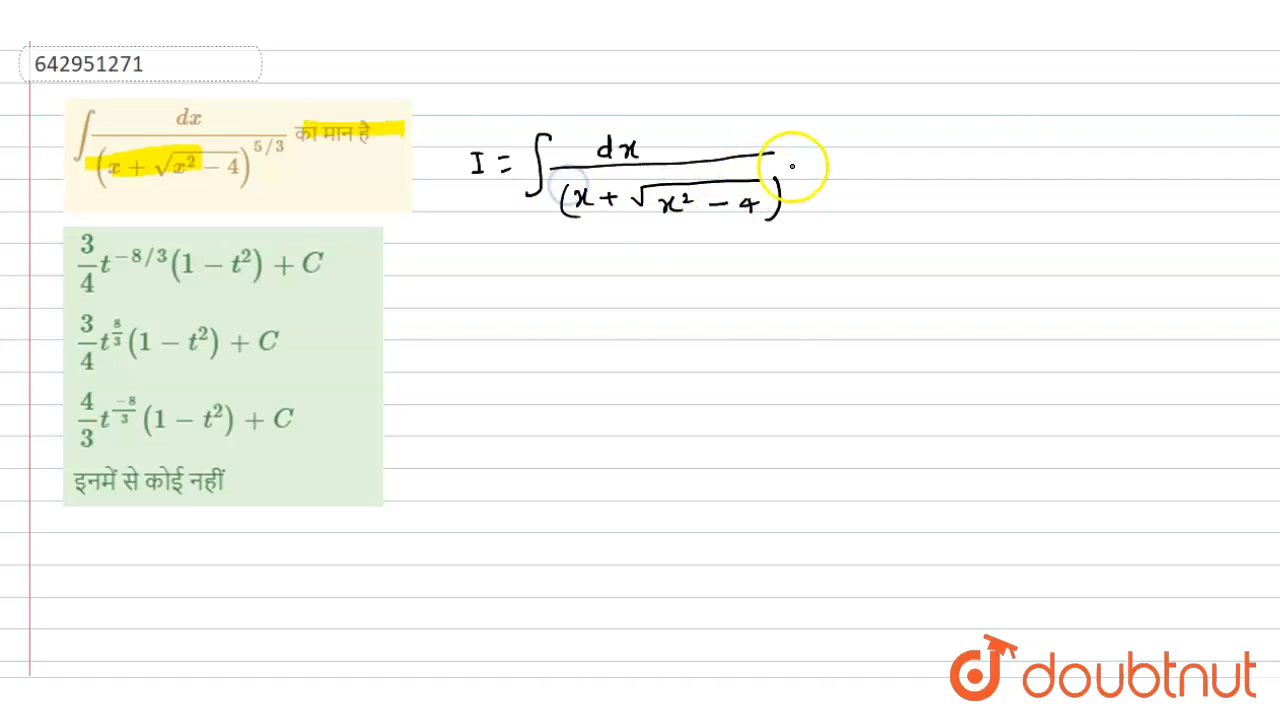 642951271
∫ dx / (x + √x² − 4)^5/3 का मान है
I = ∫ dx / (x + √x² − 4)
3/4 t^−8/3 (1 − t²) + C
3/4 t^8/3 (1 − t²) + C
4/3 t^−8/3 (1 − t²) + C
इनमें से कोई नहीं
doubtnut